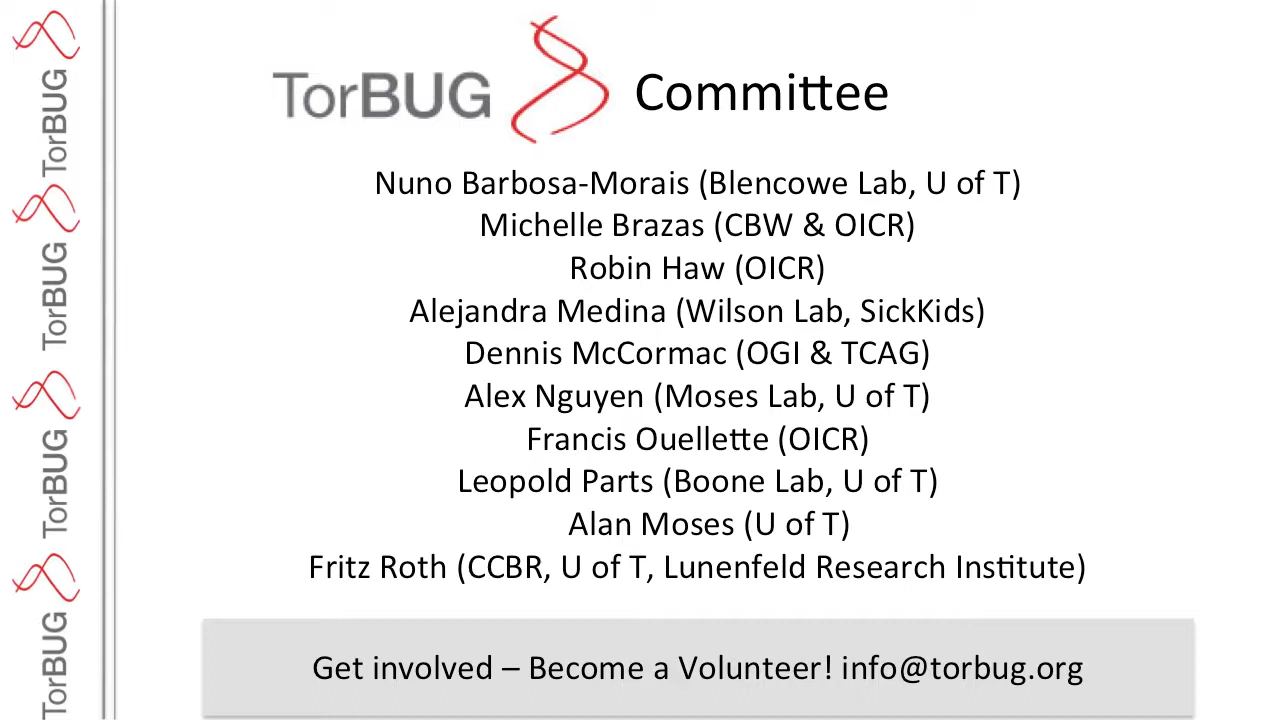 TorBUG Committee
Nuno Barbosa-Morais (Blencowe Lab, U of T)
Michelle Brazas (CBW & OICR)
Robin Haw (OICR)
Alejandra Medina (Wilson Lab, SickKids)
Dennis McCormac (OGI & TCAG)
Alex Nguyen (Moses Lab, U of T)
Francis Ouellette (OICR)
Leopold Parts (Boone Lab, U of T)
Alan Moses (U of T)
Fritz Roth (CCBR, U of T, Lunenfeld Research Institute)
Get involved – Become a Volunteer! info@torbug.org
TorBUG
TorBUG
TorBUG
TorBUG